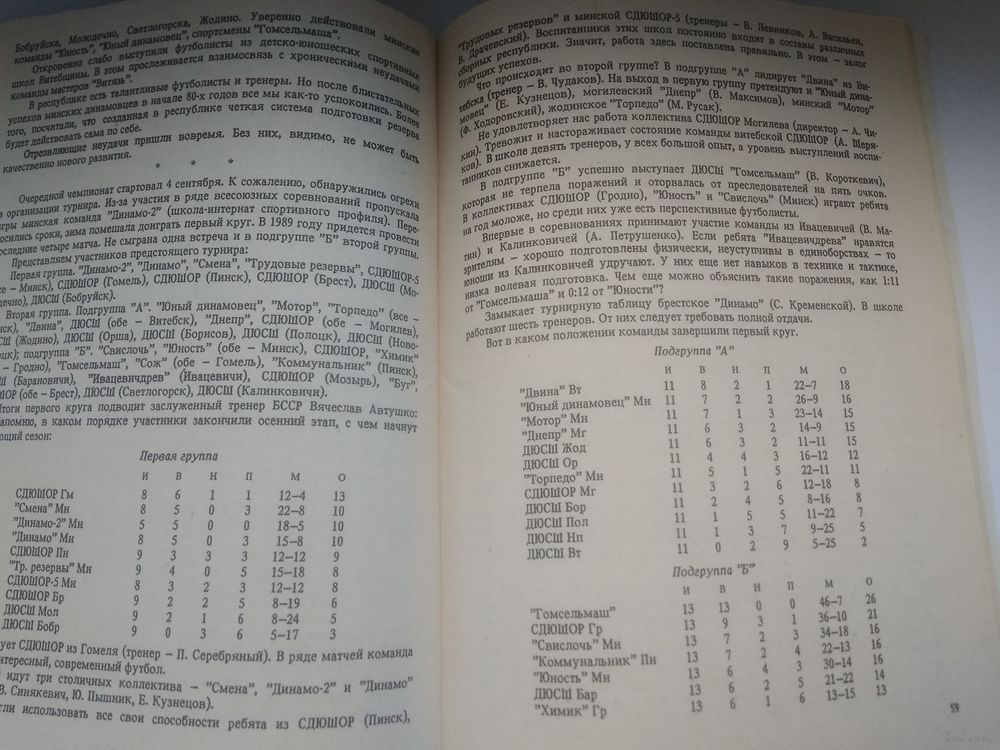 Бобруйска, Молодечно, Светлогорска, Жодино. Уверенно действовали минские
команды "Юность", "Юный динамовец", спортсмены "Гомсельмаша".
Откровенно слабо выступили футболисты из детско-юношеских спортивных
школ Витебщины. В этом прослеживается взаимосвязь с хроническими неудачами
команды мастеров "Витязь".
В республике есть талантливые футболисты и тренеры. Но после блистательных
успехов минских динамовцев в начале 80-х годов все мы как-то успокоились. Более
того, посчитали, что созданная в республике четкая система подготовки резерва
будет действовать сама по себе.
Отрезвляющие неудачи пришли вовремя. Без них, видимо, не может быть
качественно нового развития.
* * *
Очередной чемпионат стартовал 4 сентября. К сожалению, обнаружились огрехи
в организации турнира. Из-за участия в ряде всесоюзных соревнований пропускала
игры минская команда "Динамо-2" (школа-интернат спортивного профиля). Пере-
осились сроки, зима помешала доиграть первый круг. В 1989 году придется провести
последние четыре матча. Не сыграна одна встреча и в подгруппе "Б" второй группы.
Представляем участников предстоящего турнира:
Первая группа. "Динамо-2", "Динамо", "Смена", "Трудовые резервы", СДЮШОР-5
се – Минск), СДЮШОР (Гомель), СДЮШОР (Пинск), СДЮШОР (Брест), ДЮСШ (Мо-
дечно), ДЮСШ (Бобруйск).
Вторая группа. Подгруппа "А". "Юный динамовец", "Мотор", "Торпедо" (все –
нск), "Двина", ДЮСШ (обе – Витебск), "Днепр", СДЮШОР (обе – Могилев),
СШ (Жодино), ДЮСШ (Орша), ДЮСШ (Борисов), ДЮСШ (Полоцк), ДЮСШ (Ново-
оцк); подгруппа "Б". "Свислочь", "Юность" (обе – Минск), СДЮШОР, "Химик"
– Гродно), "Гомсельмаш", "Сож" (обе – Гомель), "Коммунальник" (Пинск),
Ш (Барановичи), "Ивацевичдрев" (Ивацевичи), СДЮШОР (Мозырь), "Буг",
ШОР (обе – Брест), ДЮСШ (Светлогорск), ДЮСШ (Калинковичи).
Итоги первого круга подводит заслуженный тренер БССР Вячеслав Автушко:
апомню, в каком порядке участники закончили осенний этап, с чем начнут
ющий сезон:
Первая группа
И В Н П М О
СДЮШОР Гм 8 6 1 1 12–4 13
"Смена" Мн 8 5 0 3 22–8 10
"Динамо-2" Мн 5 5 0 0 18–5 10
"Динамо" Мн 8 5 0 3 15–8 10
СДЮШОР Пн 9 3 3 3 12–12 9
"Тр. резервы" Мн 9 4 0 5 15–18 8
СДЮШОР-5 Мн 8 3 2 3 12–12 8
СДЮШОР Бр 9 2 2 5 8–19 6
ДЮСШ Мол 9 2 1 6 8–24 5
ДЮСШ Бобр 9 0 3 6 5–17 3
ует СДЮШОР из Гомеля (тренер – П. Серебряный). В ряде матчей команда
нтересный, современный футбол.
идут три столичных коллектива – "Смена", "Динамо-2" и "Динамо"
В. Синякевич, Ю. Пышник, Е. Кузнецов).
гли использовать все свои способности ребята из СДЮШОР (Пинск),
"Трудовых резервов" и минской СДЮШОР-5 (тренеры – В. Левников, А. Васильев,
В. Драчевский). Воспитанники этих школ постоянно входят в составы различных
сборных республики. Значит, работа здесь поставлена правильно. В этом – залог
будущих успехов.
Что происходит во второй группе? В подгруппе "А" лидирует "Двина" из Ви-
тебска (тренер – В. Чудаков). На выход в первую группу претендуют и "Юный дина-
мовец" (Е. Кузнецов), могилевский "Днепр" (В. Максимов), минский "Мотор"
(Ф. Ходоровский), жодинское "Торпедо" (М. Русак).
Не удовлетворяет нас работа коллектива СДЮШОР Могилева (директор – А. Чи-
кин). Тревожит и настораживает состояние команды витебской СДЮШОР (А. Щеря-
ков). В школе девять тренеров, у всех большой опыт, а уровень выступлений воспи-
танников снижается.
В подгруппе "Б" успешно выступает ДЮСШ "Гомсельмаш" (В. Короткевич),
которая не терпела поражений и оторвалась от преследователей на пять очков.
В коллективах СДЮШОР (Гродно), "Юность" и "Свислочь" (Минск) играют ребята
на год моложе, но среди них уже есть перспективные футболисты.
Впервые в соревнованиях принимают участие команды из Ивацевичей (В. Ма-
тин) и Калинковичей (А. Петрушенко). Если ребята "Ивацевичдрева" нравятся
зрителям – хорошо подготовлены физически, неуступчивы в единоборствах – то
юноши из Калинковичей удручают. У них еще нет навыков в технике и тактике,
низка волевая подготовка. Чем еще можно объяснить такие поражения, как 1:11
от "Гомсельмаша" и 0:12 от "Юности"?
Замыкает турнирную таблицу брестское "Динамо" (С. Кременской). В школе
работают шесть тренеров. От них следует требовать полной отдачи.
Вот в каком положении команды завершили первый круг.
Подгруппа "А"
И В Н П М О
"Двина" Вт 11 8 2 1 22–7 18
"Юный динамовец" Мн 11 7 2 2 26–9 16
"Мотор" Мн 11 7 1 3 23–14 15
"Днепр" Мг 11 6 3 2 14–9 15
ДЮСШ Жод 11 6 3 2 11–11 15
ДЮСШ Ор 11 4 4 3 16–12 12
"Торпедо" Мн 11 5 1 5 22–11 11
СДЮШОР Мг 11 3 2 6 12–18 8
ДЮСШ Бор 11 2 4 5 8–16 8
ДЮСШ Пол 11 1 5 5 11–22 7
ДЮСШ Нп 11 1 3 7 9–25 5
ДЮСШ Вт 11 0 2 9 5–25 2
Подгруппа "Б"
И В Н П М О
"Гомсельмаш" 13 13 0 0 46–7 26
СДЮШОР Гр 13 9 3 1 36–10 21
"Свислочь" Мн 13 7 2 3 34–18 16
"Коммунальник" Пн 13 7 2 4 22–13 16
"Юность" Мн 13 6 4 3 30–14 16
ДЮСШ Бар 13 6 2 5 21–22 14
"Химик" Гр 13 6 1 6 13–15 13
59